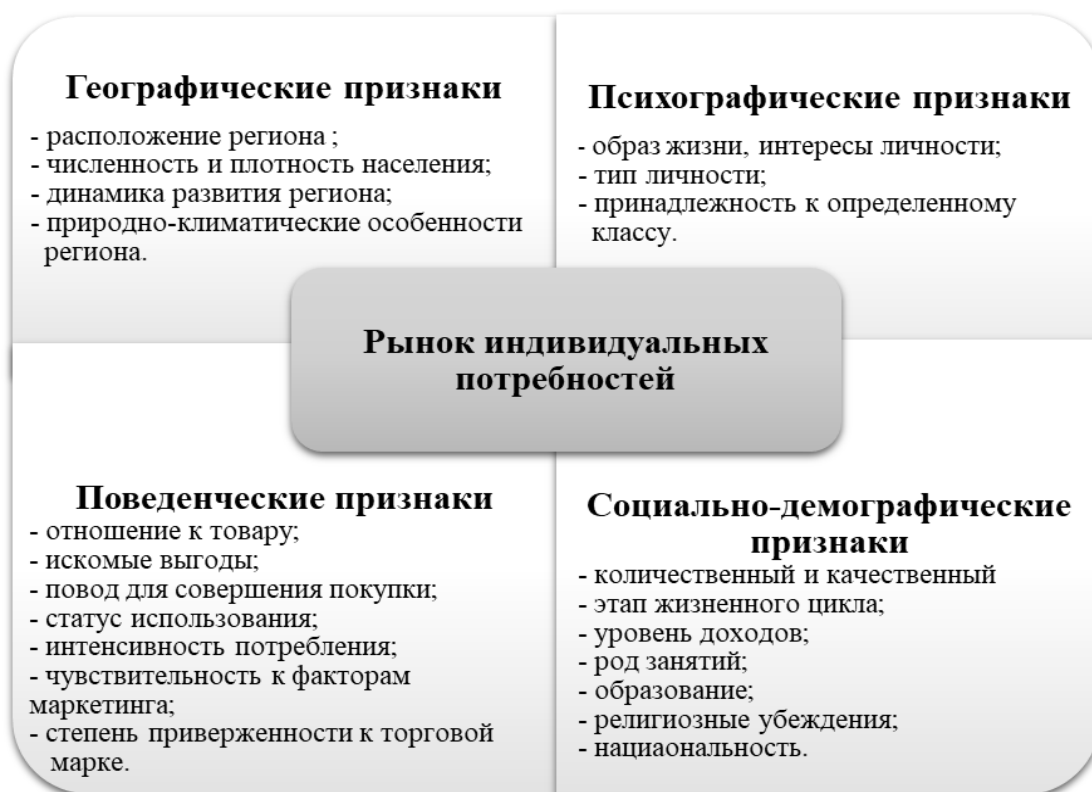 Географические признаки
- расположение региона ;
- численность и плотность населения;
- динамика развития региона;
- природно-климатические особенности
региона.
Психографические признаки
- образ жизни, интересы личности;
- тип личности;
- принадлежность к определенному
классу.
Рынок индивидуальных
потребностей
Поведенческие признаки
- отношение к товару;
- искомые выгоды;
- повод для совершения покупки;
- статус использования;
- интенсивность потребления;
- чувствительность к факторам
маркетинга;
- степень приверженности к торговой
марке.
Социально-демографические
признаки
- количественный и качественный
- этап жизненного цикла;
- уровень доходов;
- род занятий;
- образование;
- религиозные убеждения;
- нациаональность.